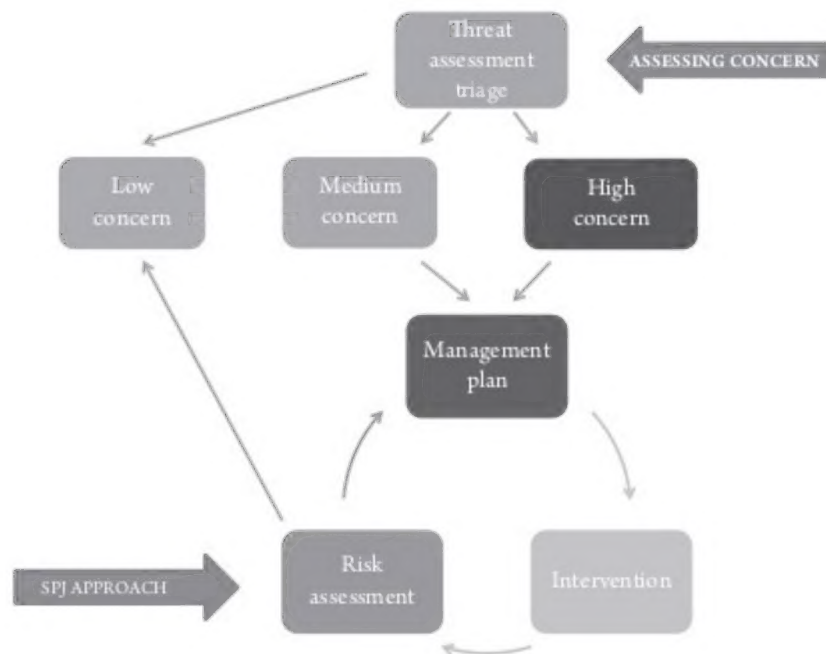 Threat
assessment
triage
ASSESSING CONCERN
Low
concern
Medium
concern
High
concern
Management
plan
SPJ APPROACH
Risk
assessment
Intervention